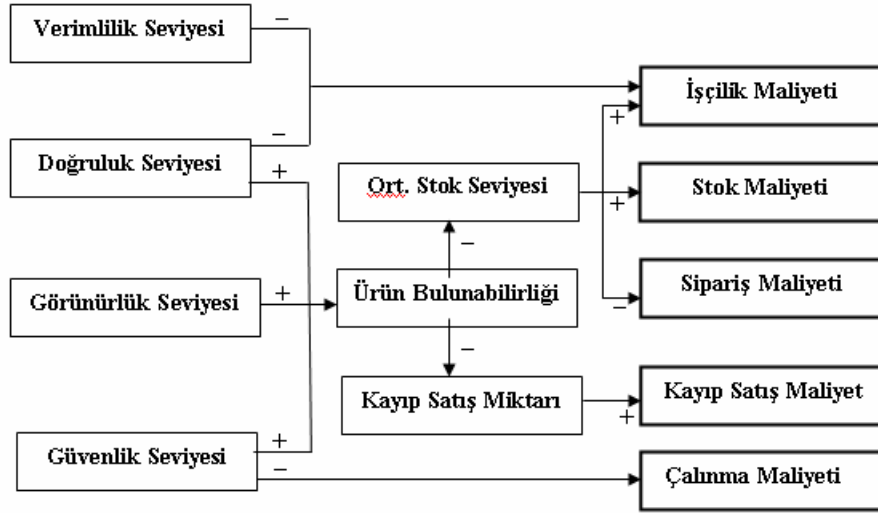 Verimlilik Seviyesi
–
İşçilik Maliyeti
+
Doğruluk Seviyesi
–
+
Ort. Stok Seviyesi
+
Stok Maliyeti
–
Görünürlük Seviyesi
+
Ürün Bulunabilirliği
Sipariş Maliyeti
–
–
Kayıp Satış Miktarı
+
Kayıp Satış Maliyet
Güvenlik Seviyesi
+
–
Çalınma Maliyeti